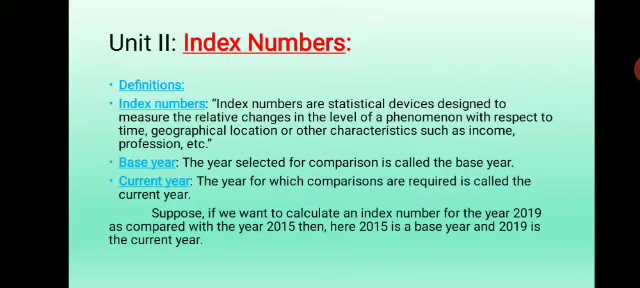 Unit II: Index Numbers:
• Definitions:
• Index numbers: “Index numbers are statistical devices designed to
measure the relative changes in the level of a phenomenon with respect to
time, geographical location or other characteristics such as income,
profession, etc.”
• Base year: The year selected for comparison is called the base year.
• Current year: The year for which comparisons are required is called the
current year.
Suppose, if we want to calculate an index number for the year 2019
as compared with the year 2015 then, here 2015 is a base year and 2019 is
the current year.